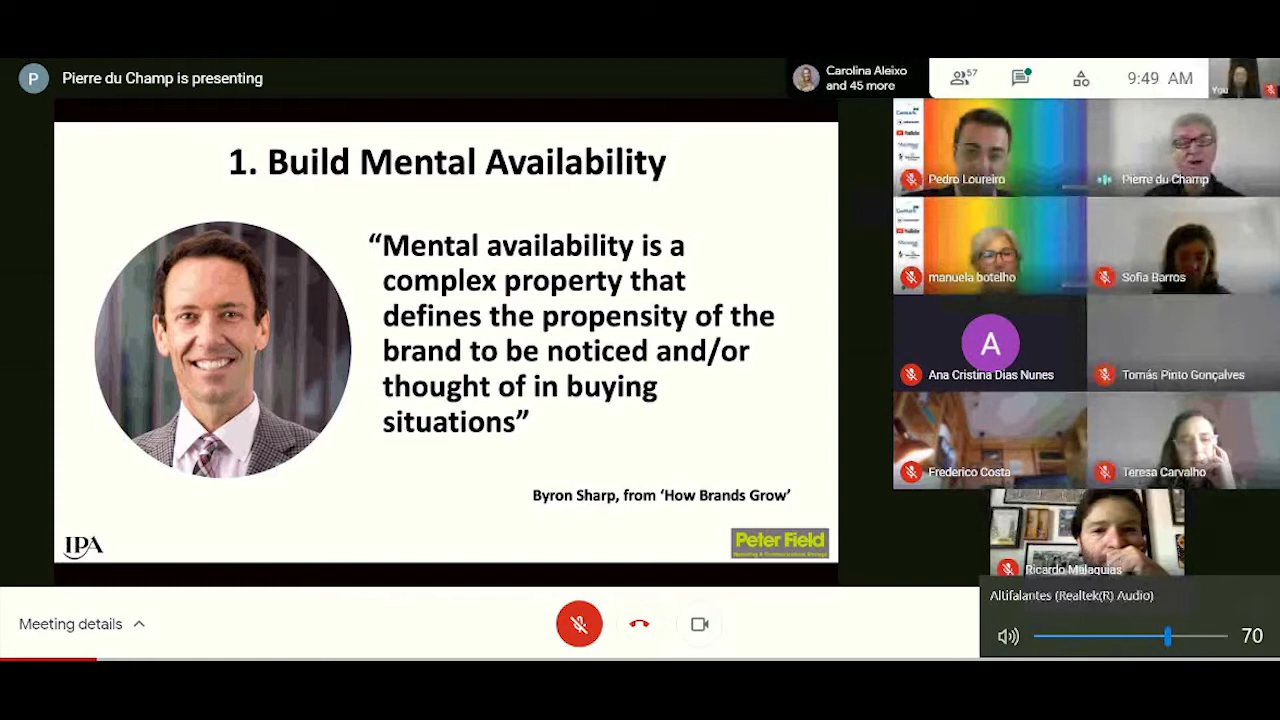 P
Pierre du Champ is presenting
Carolina Aleixo
and 45 more
57
9:49 AM
You
1. Build Mental Availability
“Mental availability is a
complex property that
defines the propensity of the
brand to be noticed and/or
thought of in buying
situations”
Byron Sharp, from ‘How Brands Grow’
IPA
Peter Field
Pedro Loureiro
Pierre du Champ
manuela botelho
Sofia Barros
A
Ana Cristina Dias Nunes
Tomás Pinto Gonçalves
Frederico Costa
Teresa Carvalho
Ricardo Malaquias
Meeting details
Altifalantes (Realtek(R) Audio)
70